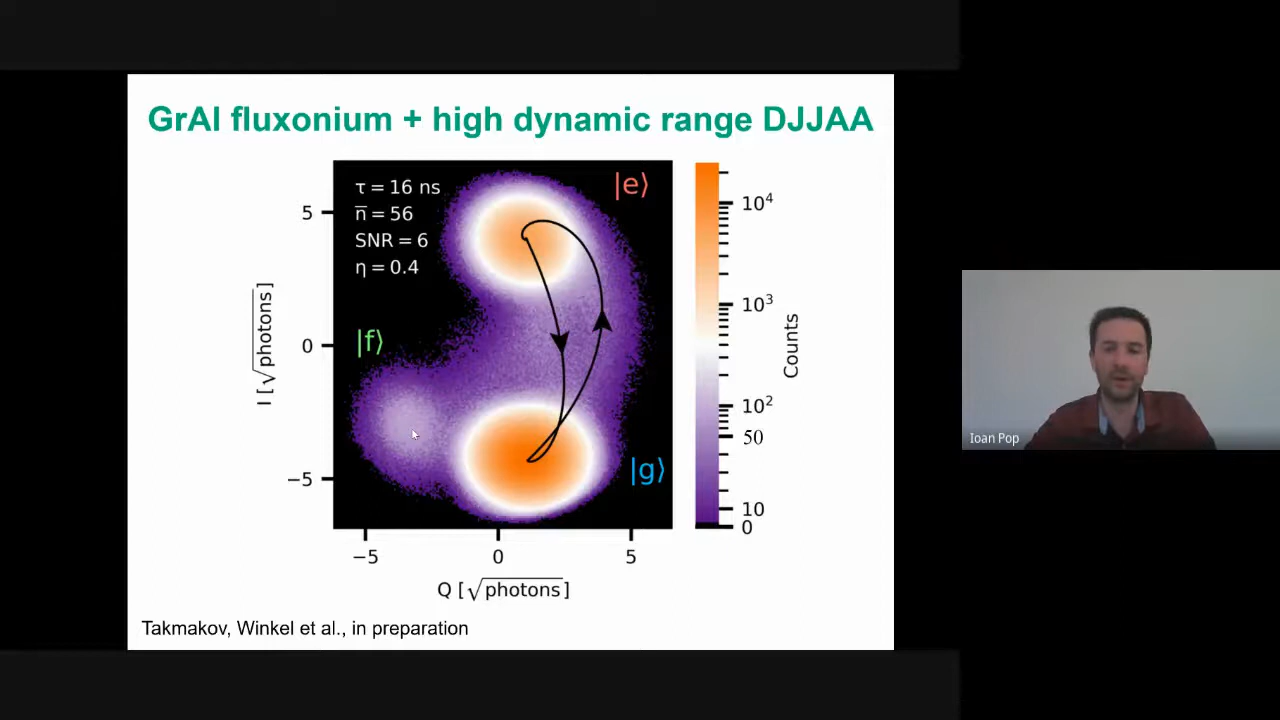 GrAl fluxonium + high dynamic range DJJAA
τ = 16 ns
n̅ = 56
SNR = 6
η = 0.4
|e⟩
|f⟩
|g⟩
5
0
−5
I [√photons]
−5
0
5
Q [√photons]
10⁴
10³
10²
50
10
0
Counts
Takmakov, Winkel et al., in preparation
Ioan Pop